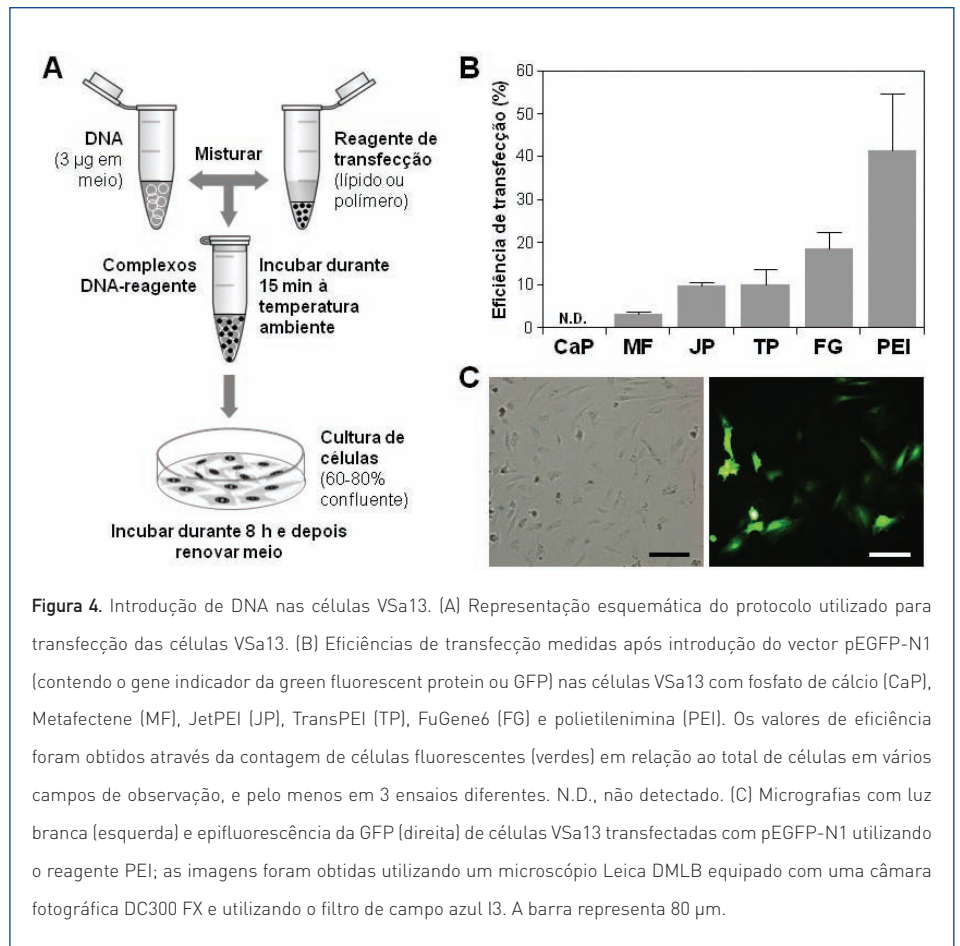 A
DNA
(3 µg em
meio)
Misturar
Reagente de
transfecção
(lípido ou
polímero)
Complexos
DNA-reagente
Incubar durante
15 min à
temperatura
ambiente
Cultura de
células
(60-80%
confluente)
Incubar durante 8 h e depois
renovar meio
B
Eficiência de transfecção (%)
60
50
40
30
20
10
0
N.D.
CaP MF JP TP FG PEI
C
Figura 4. Introdução de DNA nas células VSa13. (A) Representação esquemática do protocolo utilizado para
transfecção das células VSa13. (B) Eficiências de transfecção medidas após introdução do vector pEGFP-N1
(contendo o gene indicador da green fluorescent protein ou GFP) nas células VSa13 com fosfato de cálcio (CaP),
Metafectene (MF), JetPEI (JP), TransPEI (TP), FuGene6 (FG) e polietilenimina (PEI). Os valores de eficiência
foram obtidos através da contagem de células fluorescentes (verdes) em relação ao total de células em vários
campos de observação, e pelo menos em 3 ensaios diferentes. N.D., não detectado. (C) Micrografias com luz
branca (esquerda) e epifluorescência da GFP (direita) de células VSa13 transfectadas com pEGFP-N1 utilizando
o reagente PEI; as imagens foram obtidas utilizando um microscópio Leica DMLB equipado com uma câmara
fotográfica DC300 FX e utilizando o filtro de campo azul I3. A barra representa 80 µm.